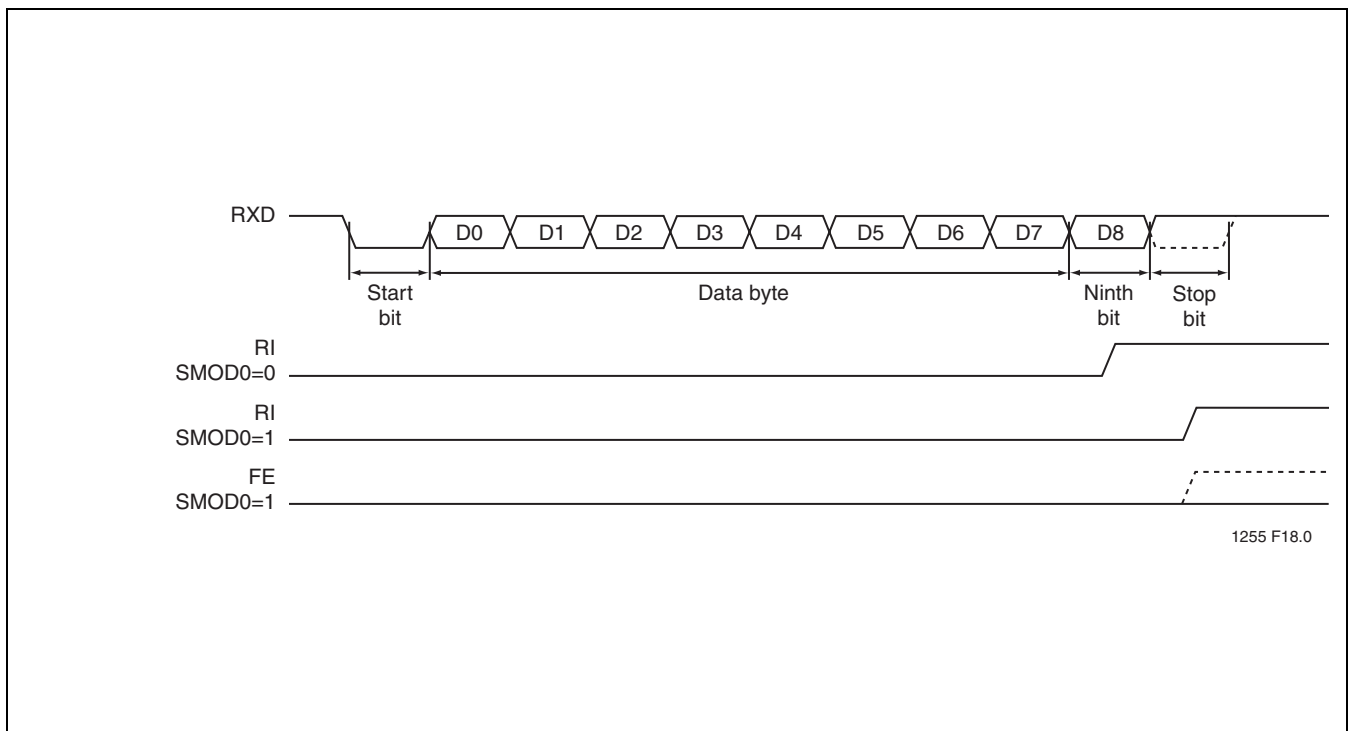 RXD
D0 D1 D2 D3 D4 D5 D6 D7 D8
Start
bit
Data byte
Ninth
bit
Stop
bit
RI
SMOD0=0
RI
SMOD0=1
FE
SMOD0=1
1255 F18.0